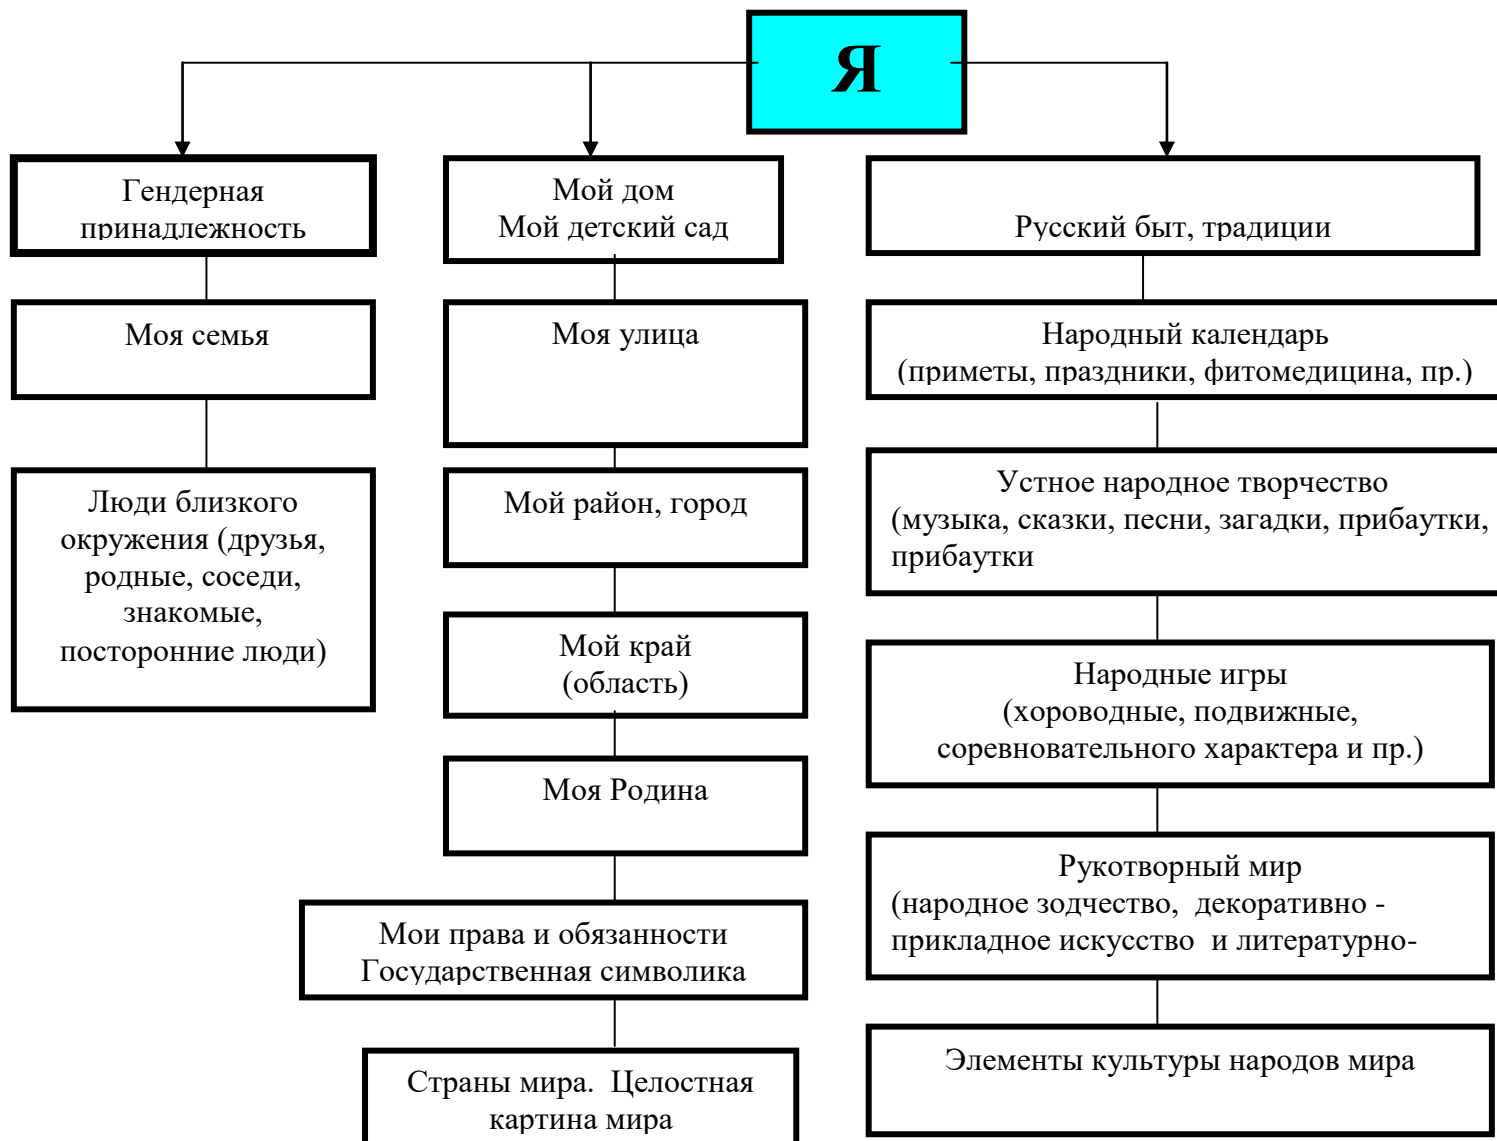 Я
Гендерная
принадлежность
Моя семья
Люди близкого
окружения (друзья,
родные, соседи,
знакомые,
посторонние люди)
Мой дом
Мой детский сад
Моя улица
Мой район, город
Мой край
(область)
Моя Родина
Мои права и обязанности
Государственная символика
Страны мира. Целостная
картина мира
Русский быт, традиции
Народный календарь
(приметы, праздники, фитомедицина, пр.)
Устное народное творчество
(музыка, сказки, песни, загадки, прибаутки,
прибаутки
Народные игры
(хороводные, подвижные,
соревновательного характера и пр.)
Рукотворный мир
(народное зодчество, декоративно -
прикладное искусство и литературно-
Элементы культуры народов мира